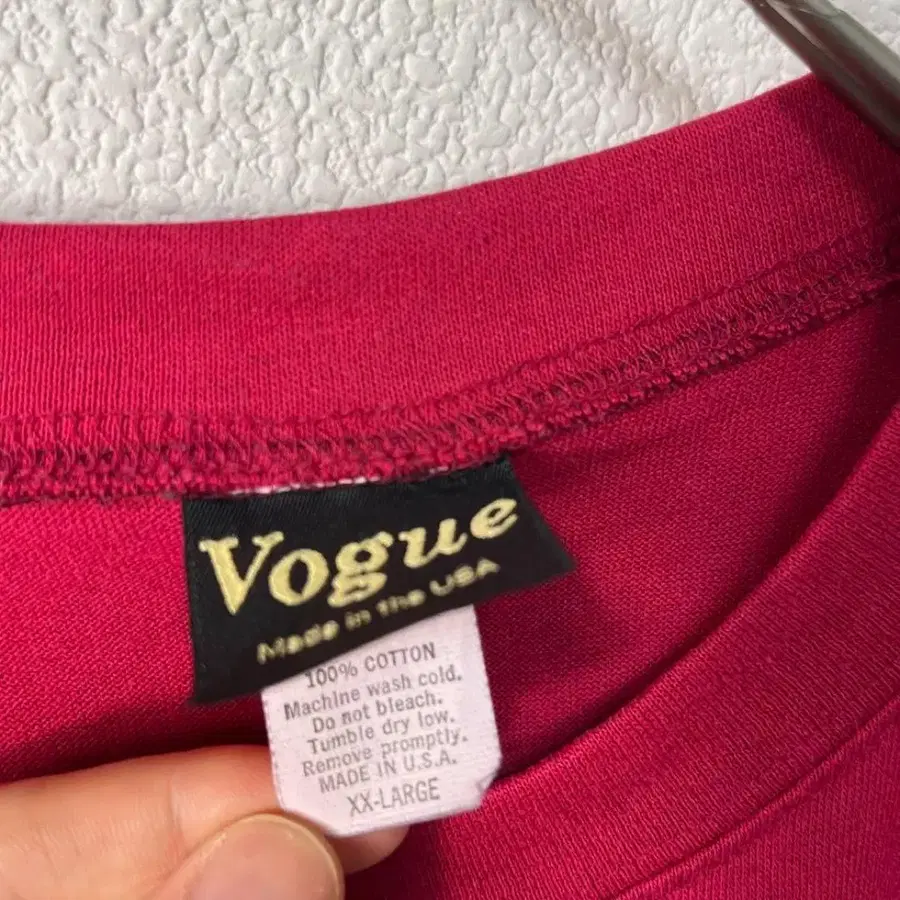 Vogue
Made in the USA
100% COTTON
Machine wash cold.
Do not bleach.
Tumble dry low.
Remove promptly.
MADE IN U.S.A.
XX-LARGE